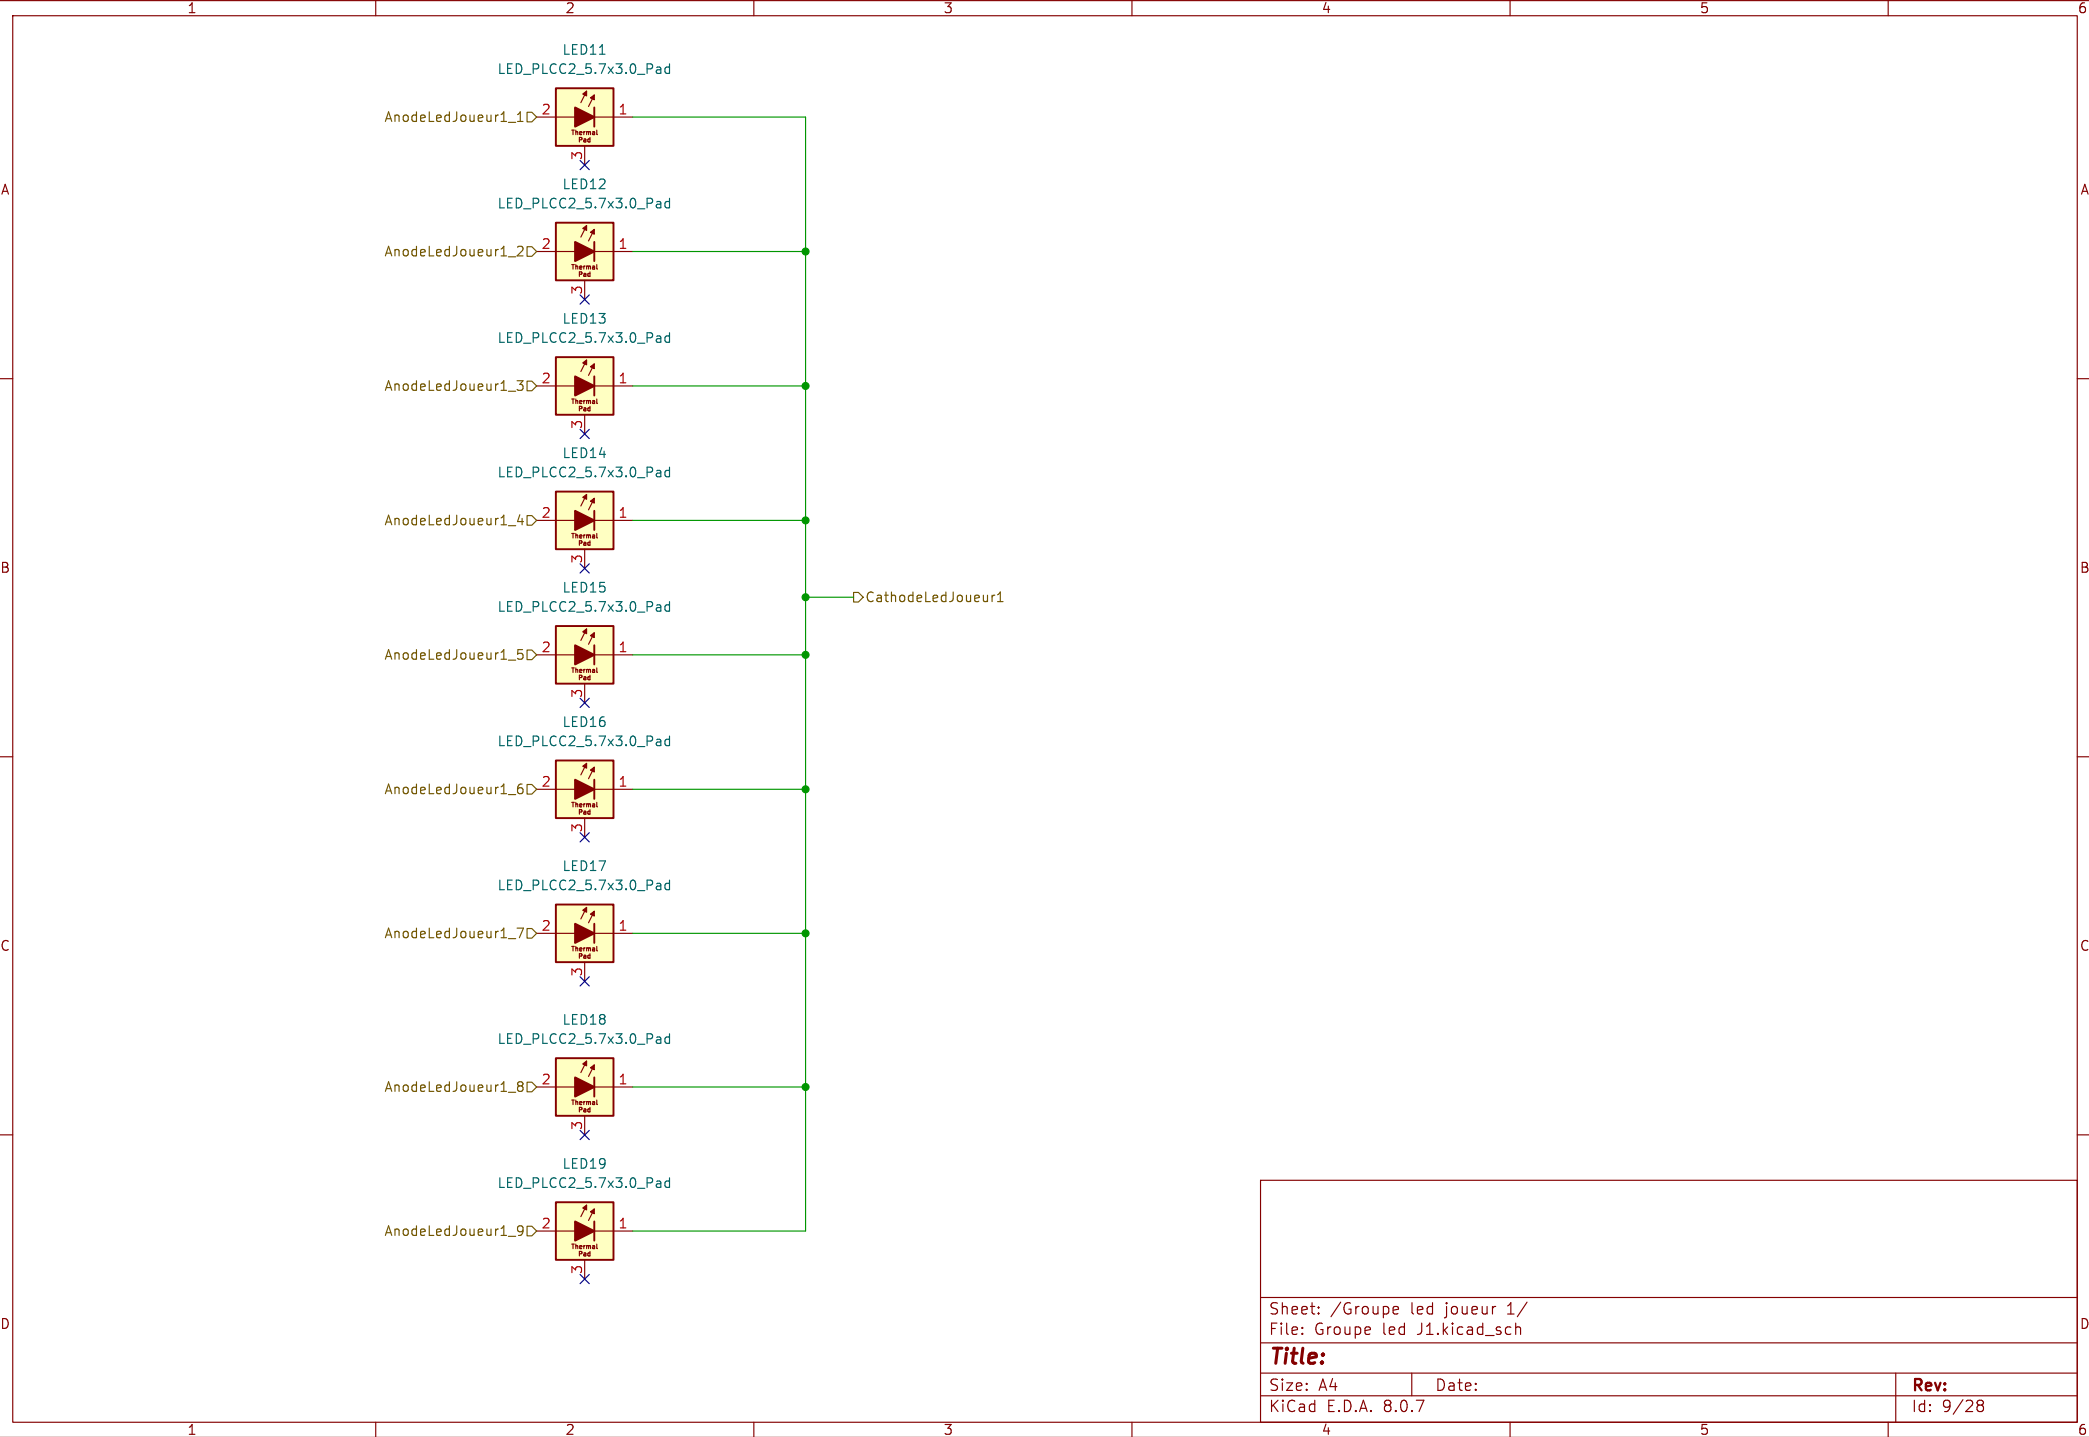 1 2 3 4 5 6
LED11
LED_PLCC2_5.7x3.0_Pad
AnodeLedJoueur1_1 2 1
Thermal
Pad
3
LED12
A A
LED_PLCC2_5.7x3.0_Pad
AnodeLedJoueur1_2 2 1
Thermal
Pad
3
LED13
LED_PLCC2_5.7x3.0_Pad
AnodeLedJoueur1_3 2 1
Thermal
Pad
3
LED14
LED_PLCC2_5.7x3.0_Pad
AnodeLedJoueur1_4 2 1
Thermal
Pad
3
B B
LED15
CathodeLedJoueur1
LED_PLCC2_5.7x3.0_Pad
AnodeLedJoueur1_5 2 1
Thermal
Pad
3
LED16
LED_PLCC2_5.7x3.0_Pad
AnodeLedJoueur1_6 2 1
Thermal
Pad
3
LED17
LED_PLCC2_5.7x3.0_Pad
AnodeLedJoueur1_7 2 1
C C
Thermal
Pad
3
LED18
LED_PLCC2_5.7x3.0_Pad
AnodeLedJoueur1_8 2 1
Thermal
Pad
3
LED19
LED_PLCC2_5.7x3.0_Pad
AnodeLedJoueur1_9 2 1
Thermal
Pad
3
Sheet: /Groupe led joueur 1/
D D
File: Groupe led J1.kicad_sch
Title:
Size: A4 Date: Rev:
KiCad E.D.A. 8.0.7 Id: 9/28
1 2 3 4 5 6